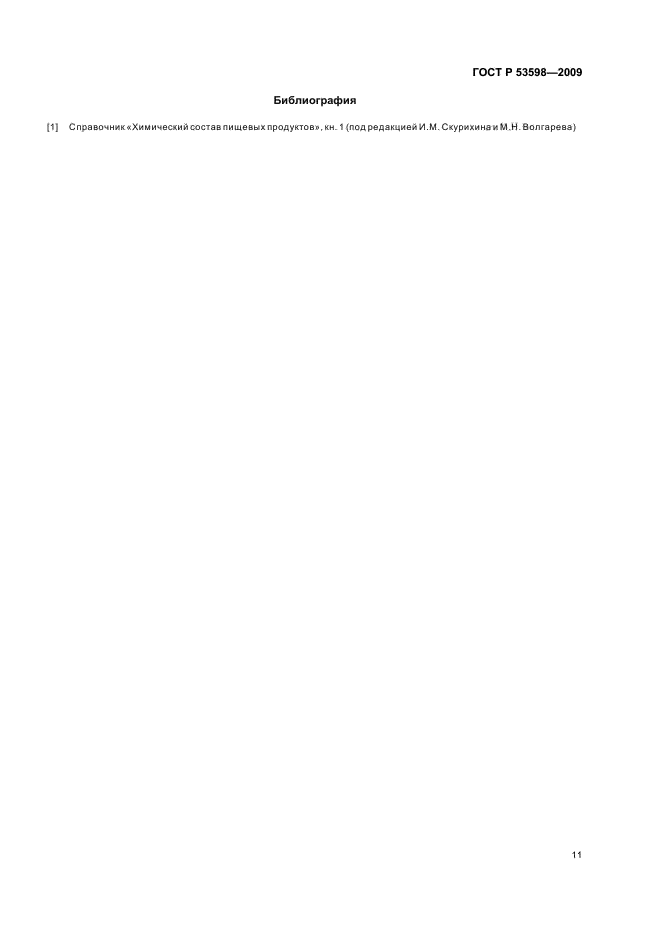 ГОСТ Р 53598—2009
Библиография
[1] Справочник «Химический состав пищевых продуктов», кн. 1 (под редакцией И.М. Скурихина и М.Н. Волгарева)
11